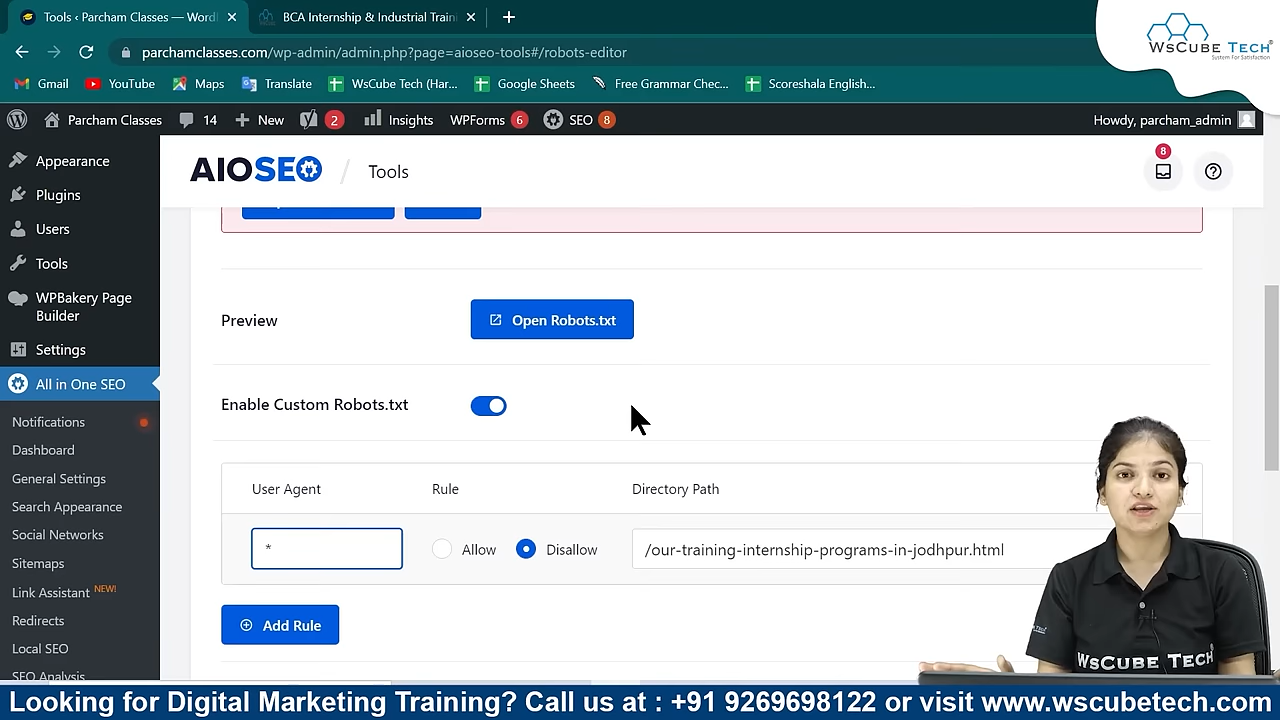 Tools ‹ Parcham Classes — Word
BCA Internship & Industrial Traini
parchamclasses.com/wp-admin/admin.php?page=aioseo-tools#/robots-editor
Gmail YouTube Maps Translate WsCube Tech (Har... Google Sheets Free Grammar Chec... Scoreshala English...
WsCube Tech®
System For Satisfaction
Parcham Classes 14 New 2 Insights WPForms 6 SEO 8 Howdy, parcham_admin
Appearance
Plugins
Users
Tools
WPBakery Page
Builder
Settings
All in One SEO
Notifications
Dashboard
General Settings
Search Appearance
Social Networks
Sitemaps
Link Assistant NEW!
Redirects
Local SEO
SEO Analysis
AIOSEO / Tools
8
Preview Open Robots.txt
Enable Custom Robots.txt
User Agent Rule Directory Path
* Allow Disallow /our-training-internship-programs-in-jodhpur.html
Add Rule
WsCube Tech
Looking for Digital Marketing Training? Call us at : +91 9269698122 or visit www.wscubetech.com